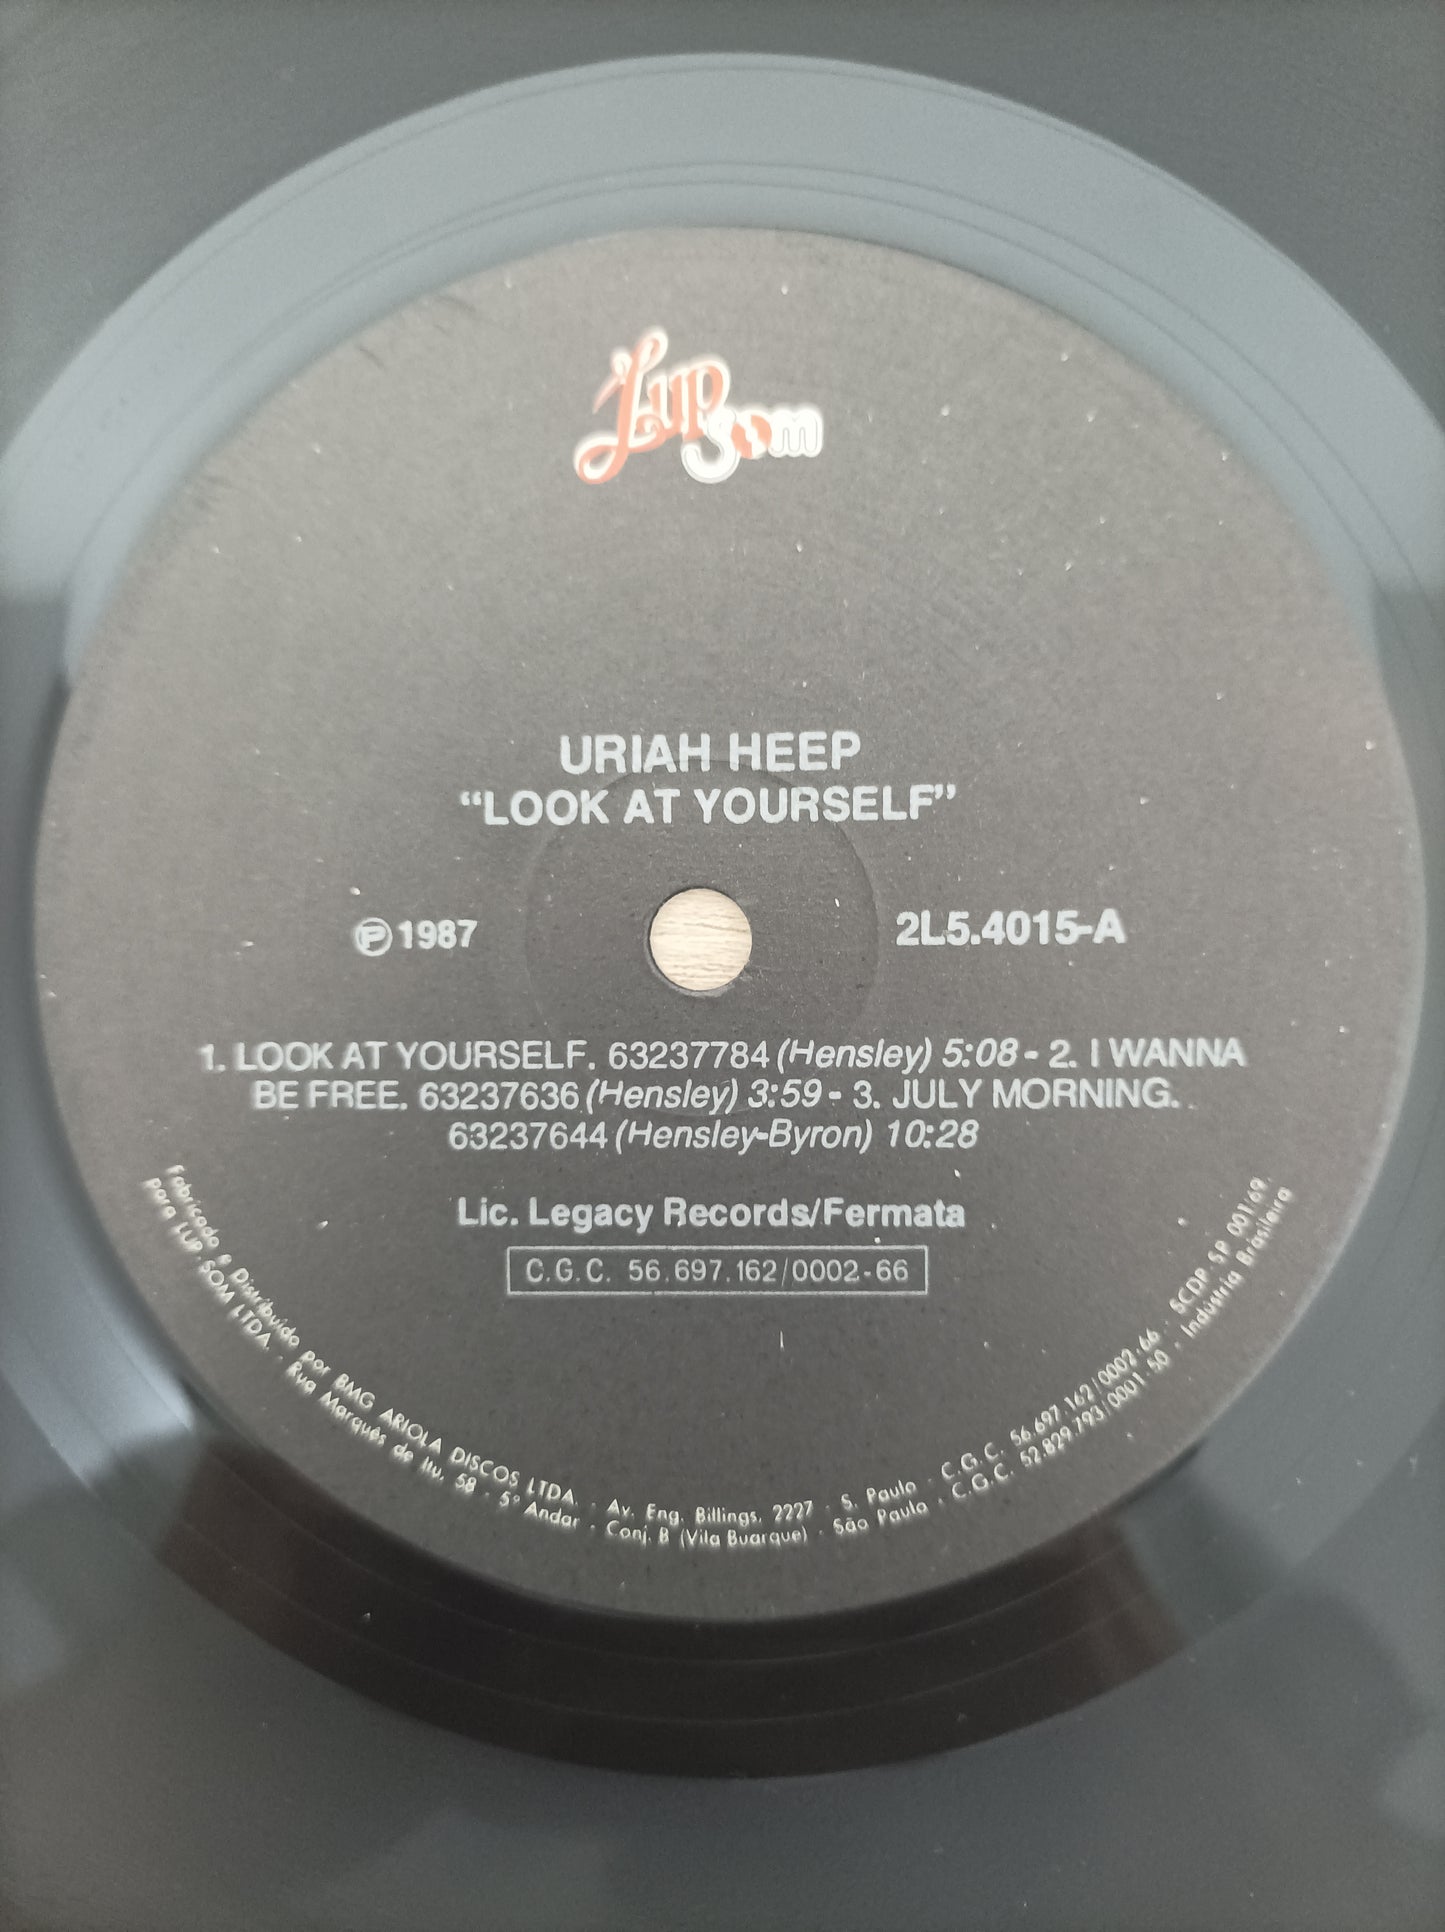 Lup Som
URIAH HEEP
“LOOK AT YOURSELF”
Ⓟ 1987
2L5.4015-A
1. LOOK AT YOURSELF. 63237784 (Hensley) 5:08 - 2. I WANNA
BE FREE. 63237636 (Hensley) 3:59 - 3. JULY MORNING.
63237644 (Hensley-Byron) 10:28
Lic. Legacy Records/Fermata
C.G.C. 56.697.162/0002-66
Fabricado e Distribuido por BMG ARIOLA DISCOS LTDA. · Av. Eng. Billings, 2227 · S. Paulo · C.G.C. 56.697.162/0002-66 · SCDP SP 00169
para LUP. SOM LTDA. · Rua Marquês de Itu, 58 - 5º Andar · Conj. B (Vila Buarque) · São Paulo · C.G.C. 52.829.793/0001-50 · Indústria Brasileira